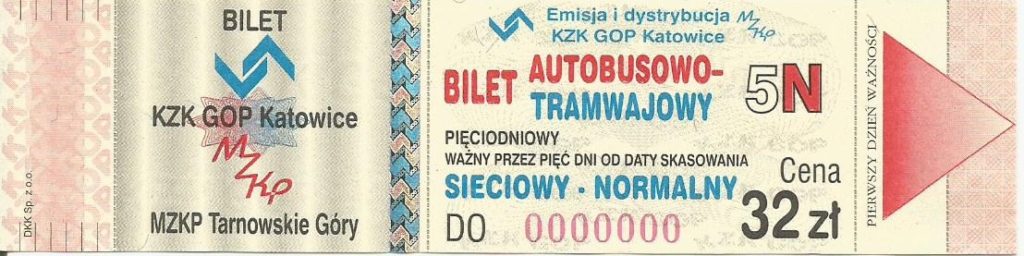 DKK Sp. z o.o.
BILET
KZK GOP Katowice
MZKP
MZKP Tarnowskie Góry
Emisja i dystrybucja MZKP
KZK GOP Katowice
BILET AUTOBUSOWO-
TRAMWAJOWY
5N
PIĘCIODNIOWY
WAŻNY PRZEZ PIĘĆ DNI OD DATY SKASOWANIA
SIECIOWY - NORMALNY
DO 0000000
Cena
32 zł
PIERWSZY DZIEŃ WAŻNOŚCI